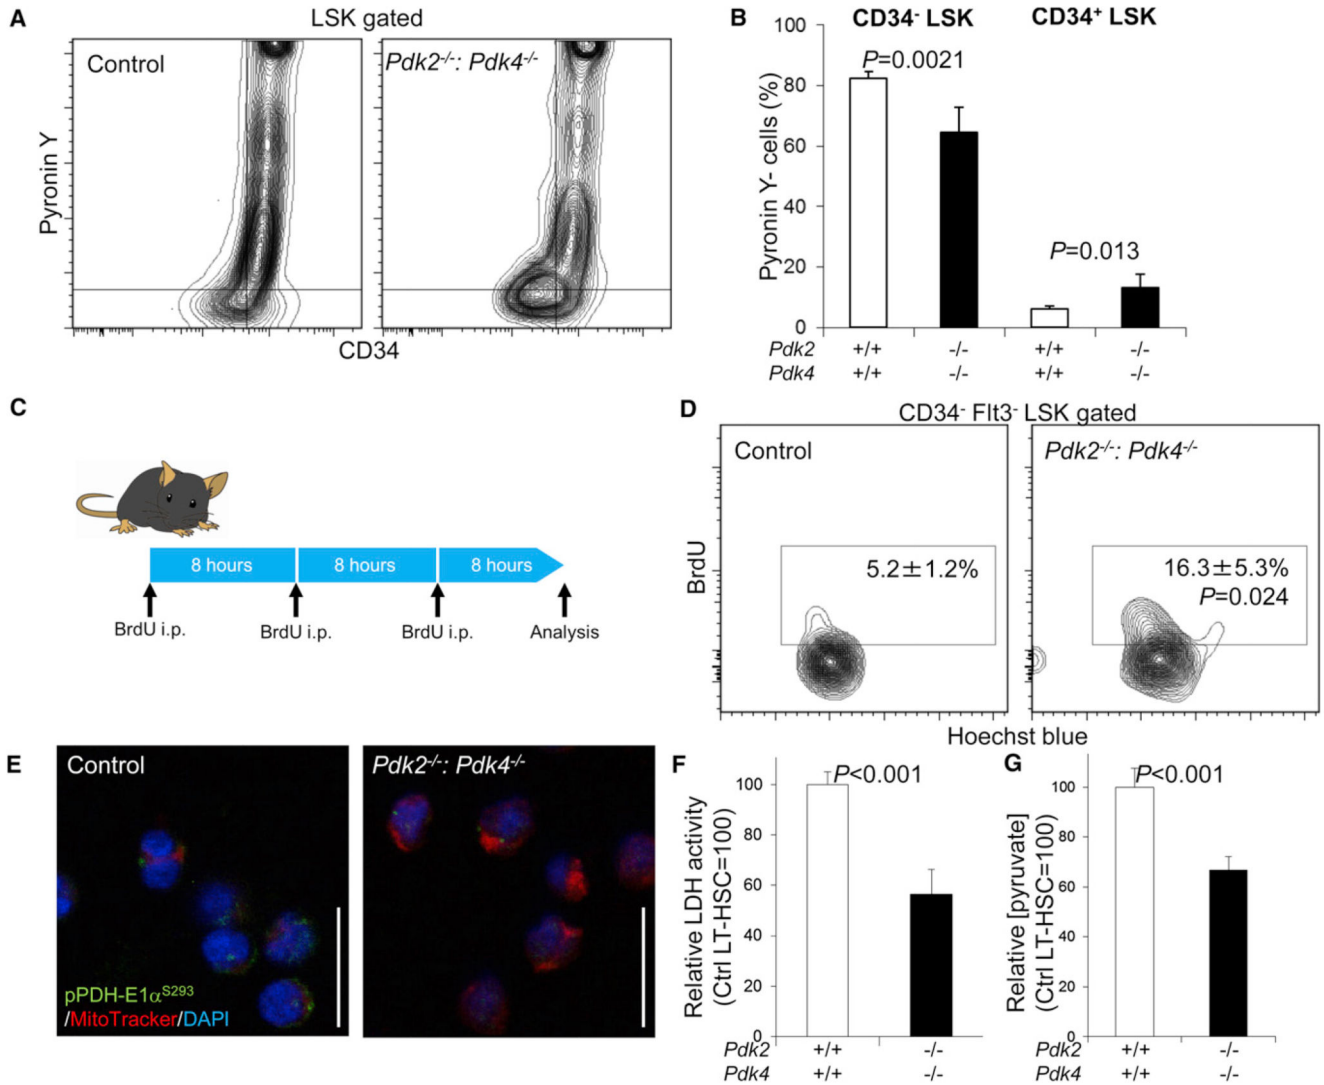 A
LSK gated
Control
Pdk2-/-: Pdk4-/-
Pyronin Y
CD34
B
CD34- LSK
CD34+ LSK
P=0.0021
P=0.013
Pyronin Y- cells (%)
100
80
60
40
20
0
Pdk2 +/+ -/- +/+ -/-
Pdk4 +/+ -/- +/+ -/-
C
8 hours
8 hours
8 hours
BrdU i.p.
BrdU i.p.
BrdU i.p.
Analysis
D
CD34- Flt3- LSK gated
Control
Pdk2-/-: Pdk4-/-
BrdU
5.2±1.2%
16.3±5.3%
P=0.024
Hoechst blue
E
Control
Pdk2-/-: Pdk4-/-
pPDH-E1αS293
/MitoTracker/DAPI
F
P<0.001
Relative LDH activity
(Ctrl LT-HSC=100)
100
80
60
40
20
0
Pdk2 +/+ -/-
Pdk4 +/+ -/-
G
P<0.001
Relative [pyruvate]
(Ctrl LT-HSC=100)
100
80
60
40
20
0
Pdk2 +/+ -/-
Pdk4 +/+ -/-